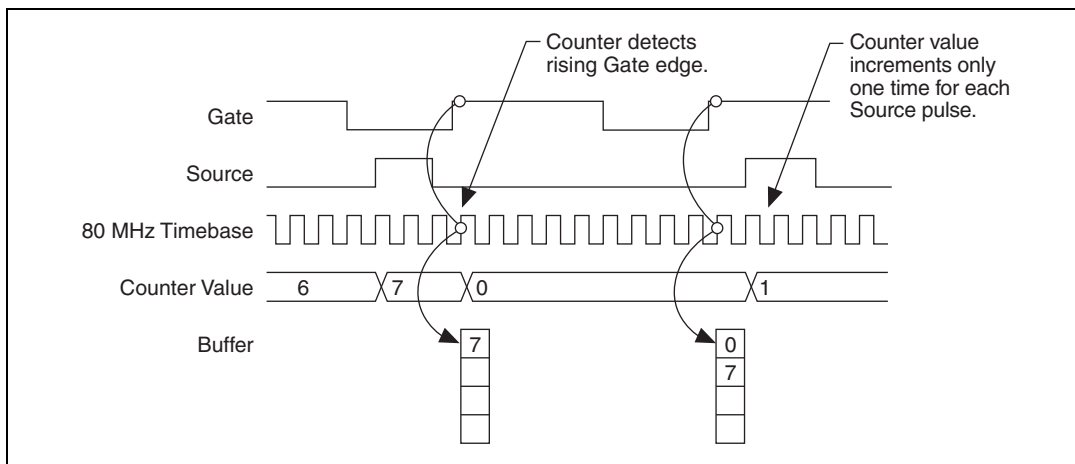 Counter detects
rising Gate edge.
Counter value
increments only
one time for each
Source pulse.
Gate
Source
80 MHz Timebase
Counter Value
6
7
0
1
Buffer
7
0
7